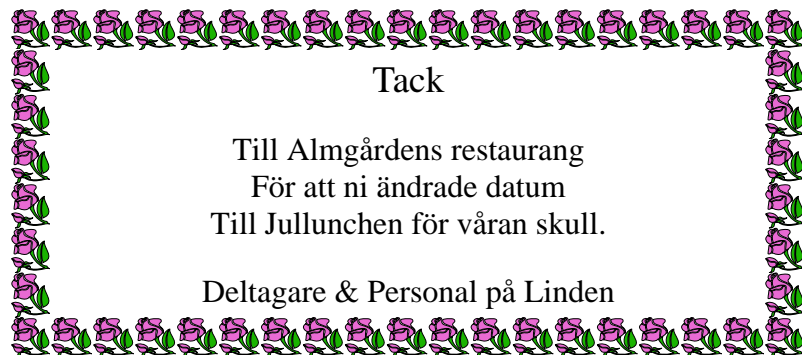 Tack
Till Almgårdens restaurang
För att ni ändrade datum
Till Jullunchen för våran skull.
Deltagare & Personal på Linden